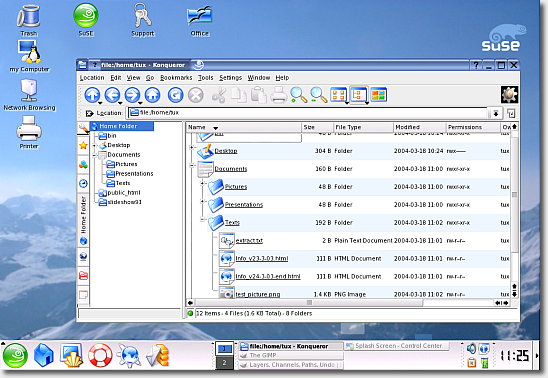 Trash
SuSE
Support
Office
SuSE
my Computer
Network Browsing
Printer
file:/home/tux - Konqueror
Location Edit View Go Bookmarks Tools Settings Window Help
Location: file:/home/tux
Home Folder
bin
Desktop
Documents
Pictures
Presentations
Texts
public_html
slideshow91
Home Folder
Name Size File Type Modified Permissions Ow
Desktop 304 B Folder 2004-03-18 10:24 rwx------ tux
Documents 160 B Folder 2004-03-18 11:00 rwxr-xr-x tux
Pictures 48 B Folder 2004-03-18 11:00 rwxr-xr-x tux
Presentations 48 B Folder 2004-03-18 11:00 rwxr-xr-x tux
Texts 192 B Folder 2004-03-18 11:02 rwxr-xr-x tux
extract.txt 2 B Plain Text Document 2004-03-18 11:01 rw-r--r-- tux
Info_v23-3-03.html 111 B HTML Document 2004-03-18 11:01 rw-r--r-- tux
Info_v24-3-03-end.html 111 B HTML Document 2004-03-18 11:01 rw-r--r-- tux
test_picture.png 1.4 KB PNG Image 2004-03-18 11:02 rw-r--r-- tux
12 Items - 4 Files (1.6 KB Total) - 8 Folders
1
2
file:/home/tux - Konqueror
The GIMP
Layers, Channels, Paths, Undo
Splash Screen - Control Center
11:25